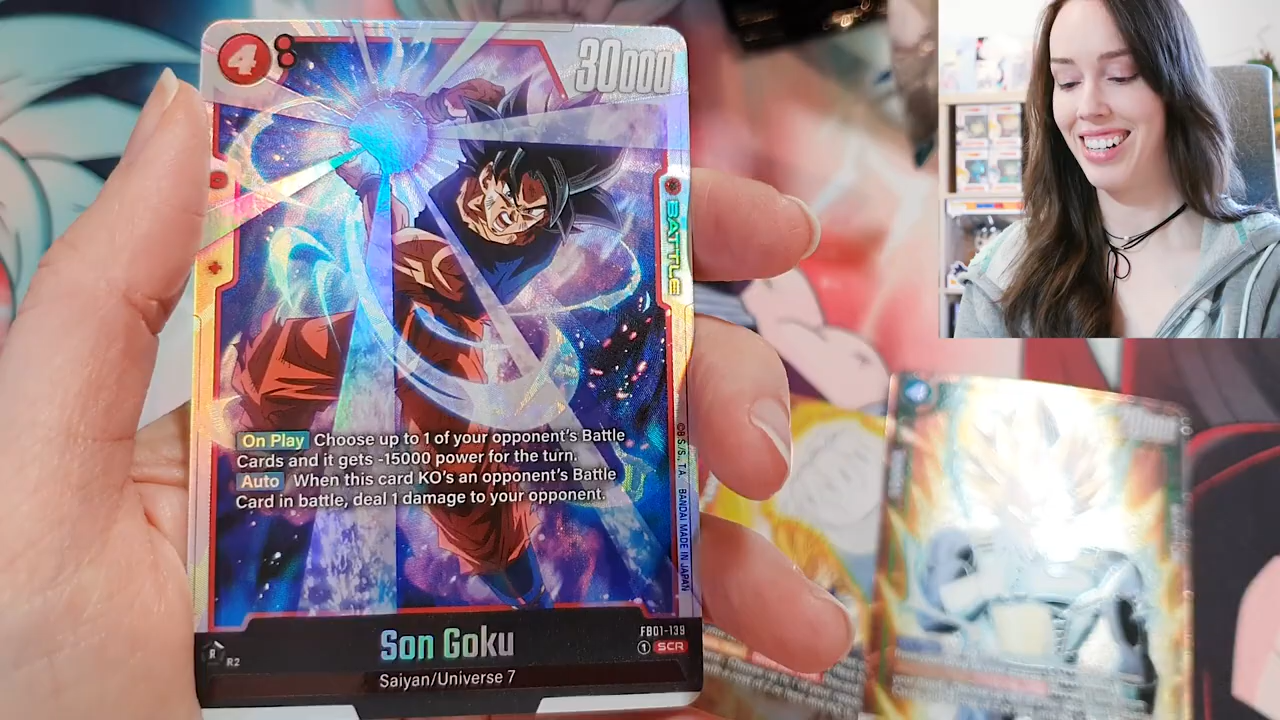 4
8
30000
BATTLE
On Play Choose up to 1 of your opponent's Battle
Cards and it gets -15000 power for the turn.
Auto When this card KO's an opponent's Battle
Card in battle, deal 1 damage to your opponent.
©B.S./S., T.A. BANDAI MADE IN JAPAN
Son Goku
FB01-139
1 SCR
R R2
Saiyan/Universe 7